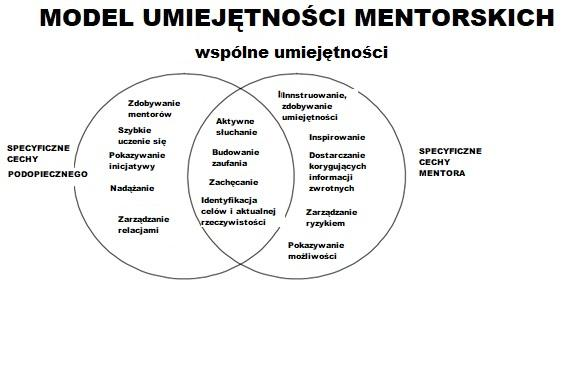 MODEL UMIEJĘTNOŚCI MENTORSKICH
wspólne umiejętności
SPECYFICZNE
CECHY
PODOPIECZNEGO
Zdobywanie
mentorów
Szybkie
uczenie się
Pokazywanie
inicjatywy
Nadążanie
Zarządzanie
relacjami
Aktywne
słuchanie
Budowanie
zaufania
Zachęcanie
Identyfikacja
celów i aktualnej
rzeczywistości
IInnstruowanie,
zdobywanie
umiejętności
Inspirowanie
Dostarczanie
korygujących
informacji
zwrotnych
Zarządzanie
ryzykiem
Pokazywanie
możliwości
SPECYFICZNE
CECHY
MENTORA